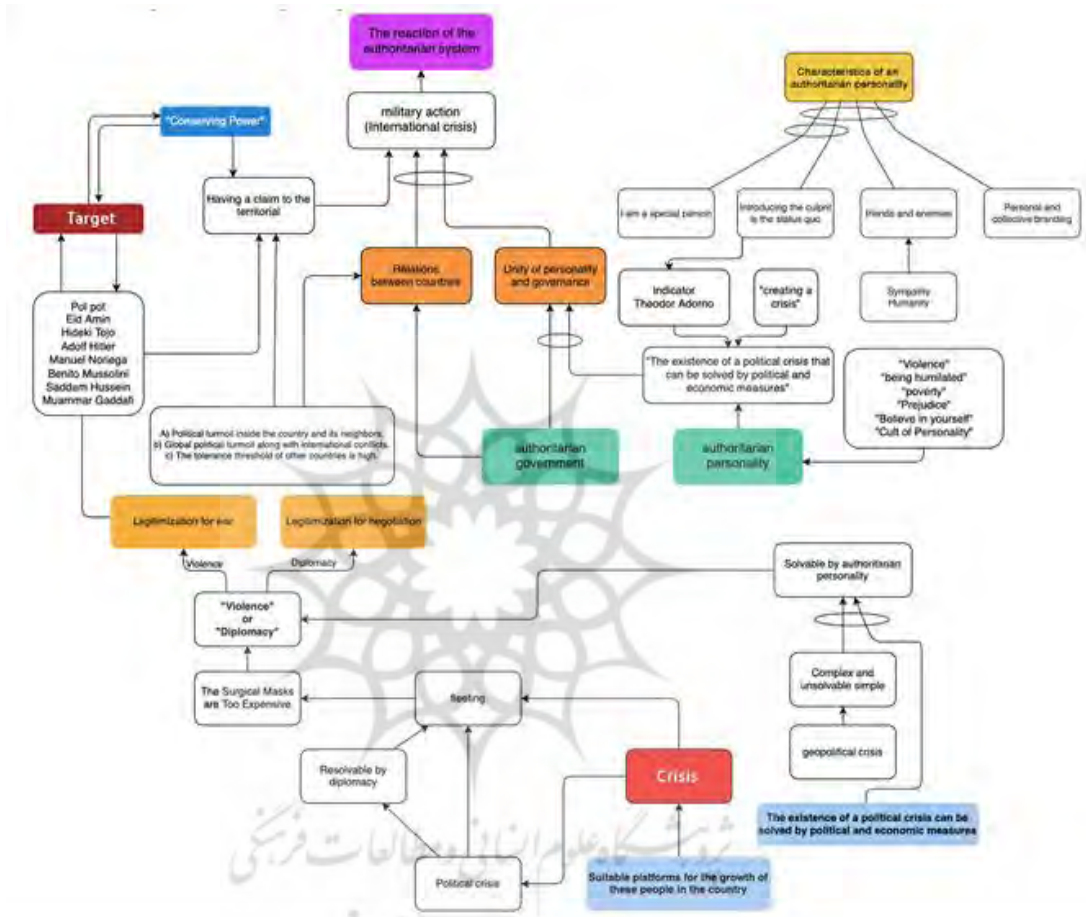 The reaction of the
authoritarian system
military action
(International crisis)
Characteristics of an
authoritarian personality
"Conserving Power"
Target
Having a claim to the
territorial
I am a special person
Introducing the culprit
is the status quo
friends and enemies
Personal and
collective branding
Relations
between countries
Unity of personality
and governance
Indicator
Theodor Adorno
"creating a
crisis"
Sympathy
Humanity
Pol pot
Eid Amin
Hideki Tojo
Adolf Hitler
Manuel Noriega
Benito Mussolini
Saddam Hussein
Muammar Gaddafi
"The existence of a political crisis that
can be solved by political and
economic measures"
"Violence"
"being humilated"
"poverty"
"Prejudice"
"Believe in yourself"
"Cult of Personality"
A) Political turmoil inside the country and its neighbors.
b) Global political turmoil along with international conflicts.
c) The tolerance threshold of other countries is high.
authoritarian
government
authoritarian
personality
Legitimization for war
Legitimization for negotiation
Violence
Diplomacy
Solvable by authoritarian
personality
"Violence"
or
"Diplomacy"
The Surgical Masks
are Too Expensive
fleeting
Complex and
unsolvable simple
geopolitical crisis
Resolvable by
diplomacy
Crisis
The existence of a political crisis can be
solved by political and economic measures
پژوهشگاه علوم انسانی و مطالعات فرهنگی
Political crisis
Suitable platforms for the growth of
these people in the country